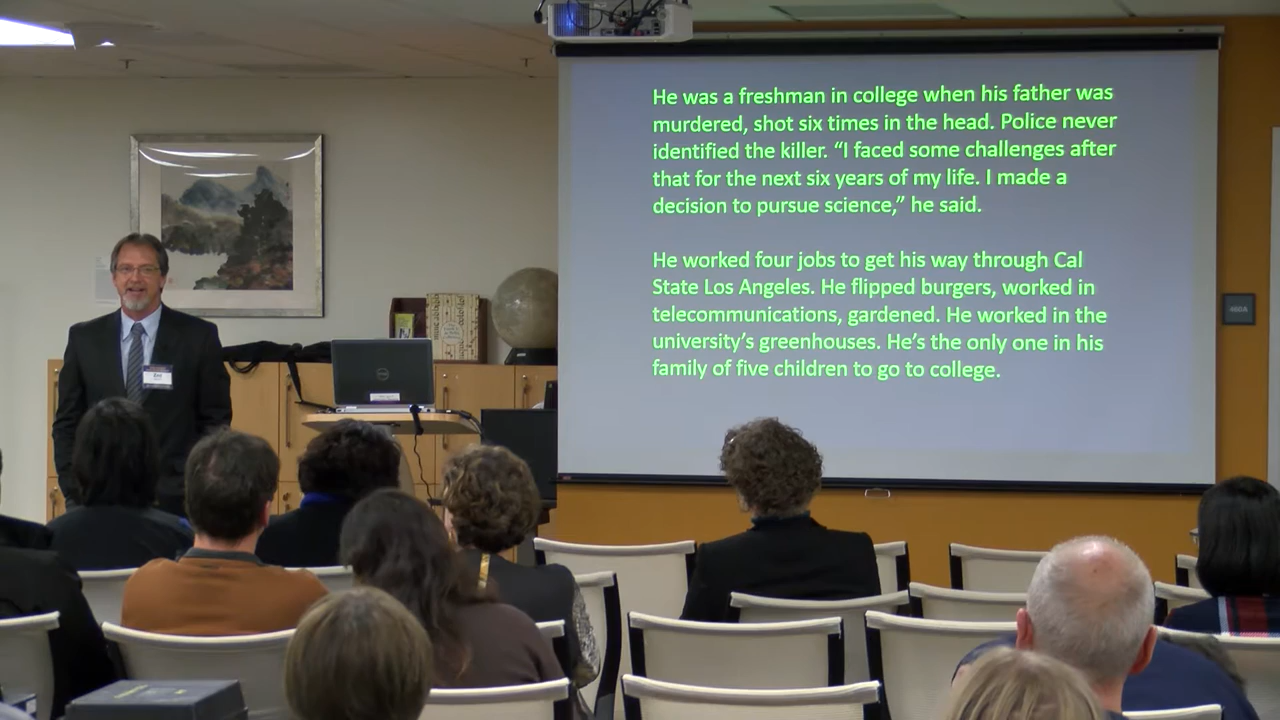 He was a freshman in college when his father was
murdered, shot six times in the head. Police never
identified the killer. “I faced some challenges after
that for the next six years of my life. I made a
decision to pursue science,” he said.
He worked four jobs to get his way through Cal
State Los Angeles. He flipped burgers, worked in
telecommunications, gardened. He worked in the
university’s greenhouses. He’s the only one in his
family of five children to go to college.
DELL